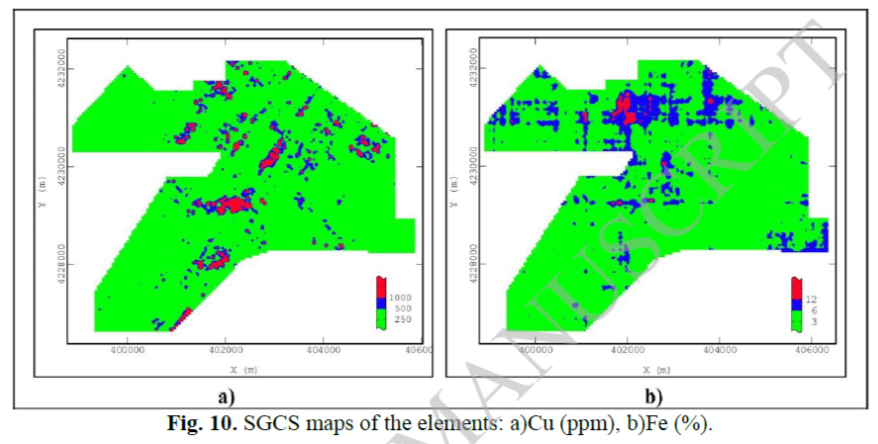 4232000
4230000
4228000
Y (m)
1000
500
250
400000
402000
404000
40600
X (m)
a)
4232000
4230000
4228000
Y (m)
12
6
3
400000
402000
404000
406000
X (m)
b)
MANUSCRIPT
Fig. 10. SGCS maps of the elements: a)Cu (ppm), b)Fe (%).